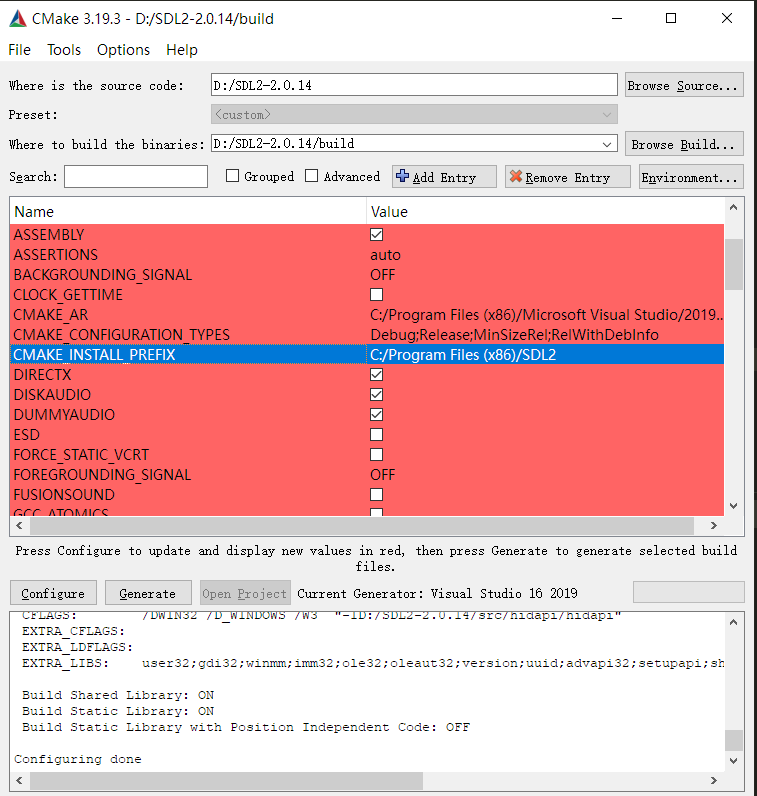 CMake 3.19.3 - D:/SDL2-2.0.14/build
File Tools Options Help
Where is the source code: D:/SDL2-2.0.14 Browse Source...
Preset: <custom>
Where to build the binaries: D:/SDL2-2.0.14/build Browse Build...
Search: Grouped Advanced Add Entry Remove Entry Environment...
Name Value
ASSEMBLY
ASSERTIONS auto
BACKGROUNDING_SIGNAL OFF
CLOCK_GETTIME
CMAKE_AR C:/Program Files (x86)/Microsoft Visual Studio/2019...
CMAKE_CONFIGURATION_TYPES Debug;Release;MinSizeRel;RelWithDebInfo
CMAKE_INSTALL_PREFIX C:/Program Files (x86)/SDL2
DIRECTX
DISKAUDIO
DUMMYAUDIO
ESD
FORCE_STATIC_VCRT
FOREGROUNDING_SIGNAL OFF
FUSIONSOUND
GCC_ATOMICS
Press Configure to update and display new values in red, then press Generate to generate selected build
files.
Configure Generate Open Project Current Generator: Visual Studio 16 2019
CFLAGS: /DWIN32 /D_WINDOWS /W3 "-ID:/SDL2-2.0.14/src/hidapi/hidapi"
EXTRA_CFLAGS:
EXTRA_LDFLAGS:
EXTRA_LIBS: user32;gdi32;winmm;imm32;ole32;oleaut32;version;uuid;advapi32;setupapi;sh
Build Shared Library: ON
Build Static Library: ON
Build Static Library with Position Independent Code: OFF
Configuring done